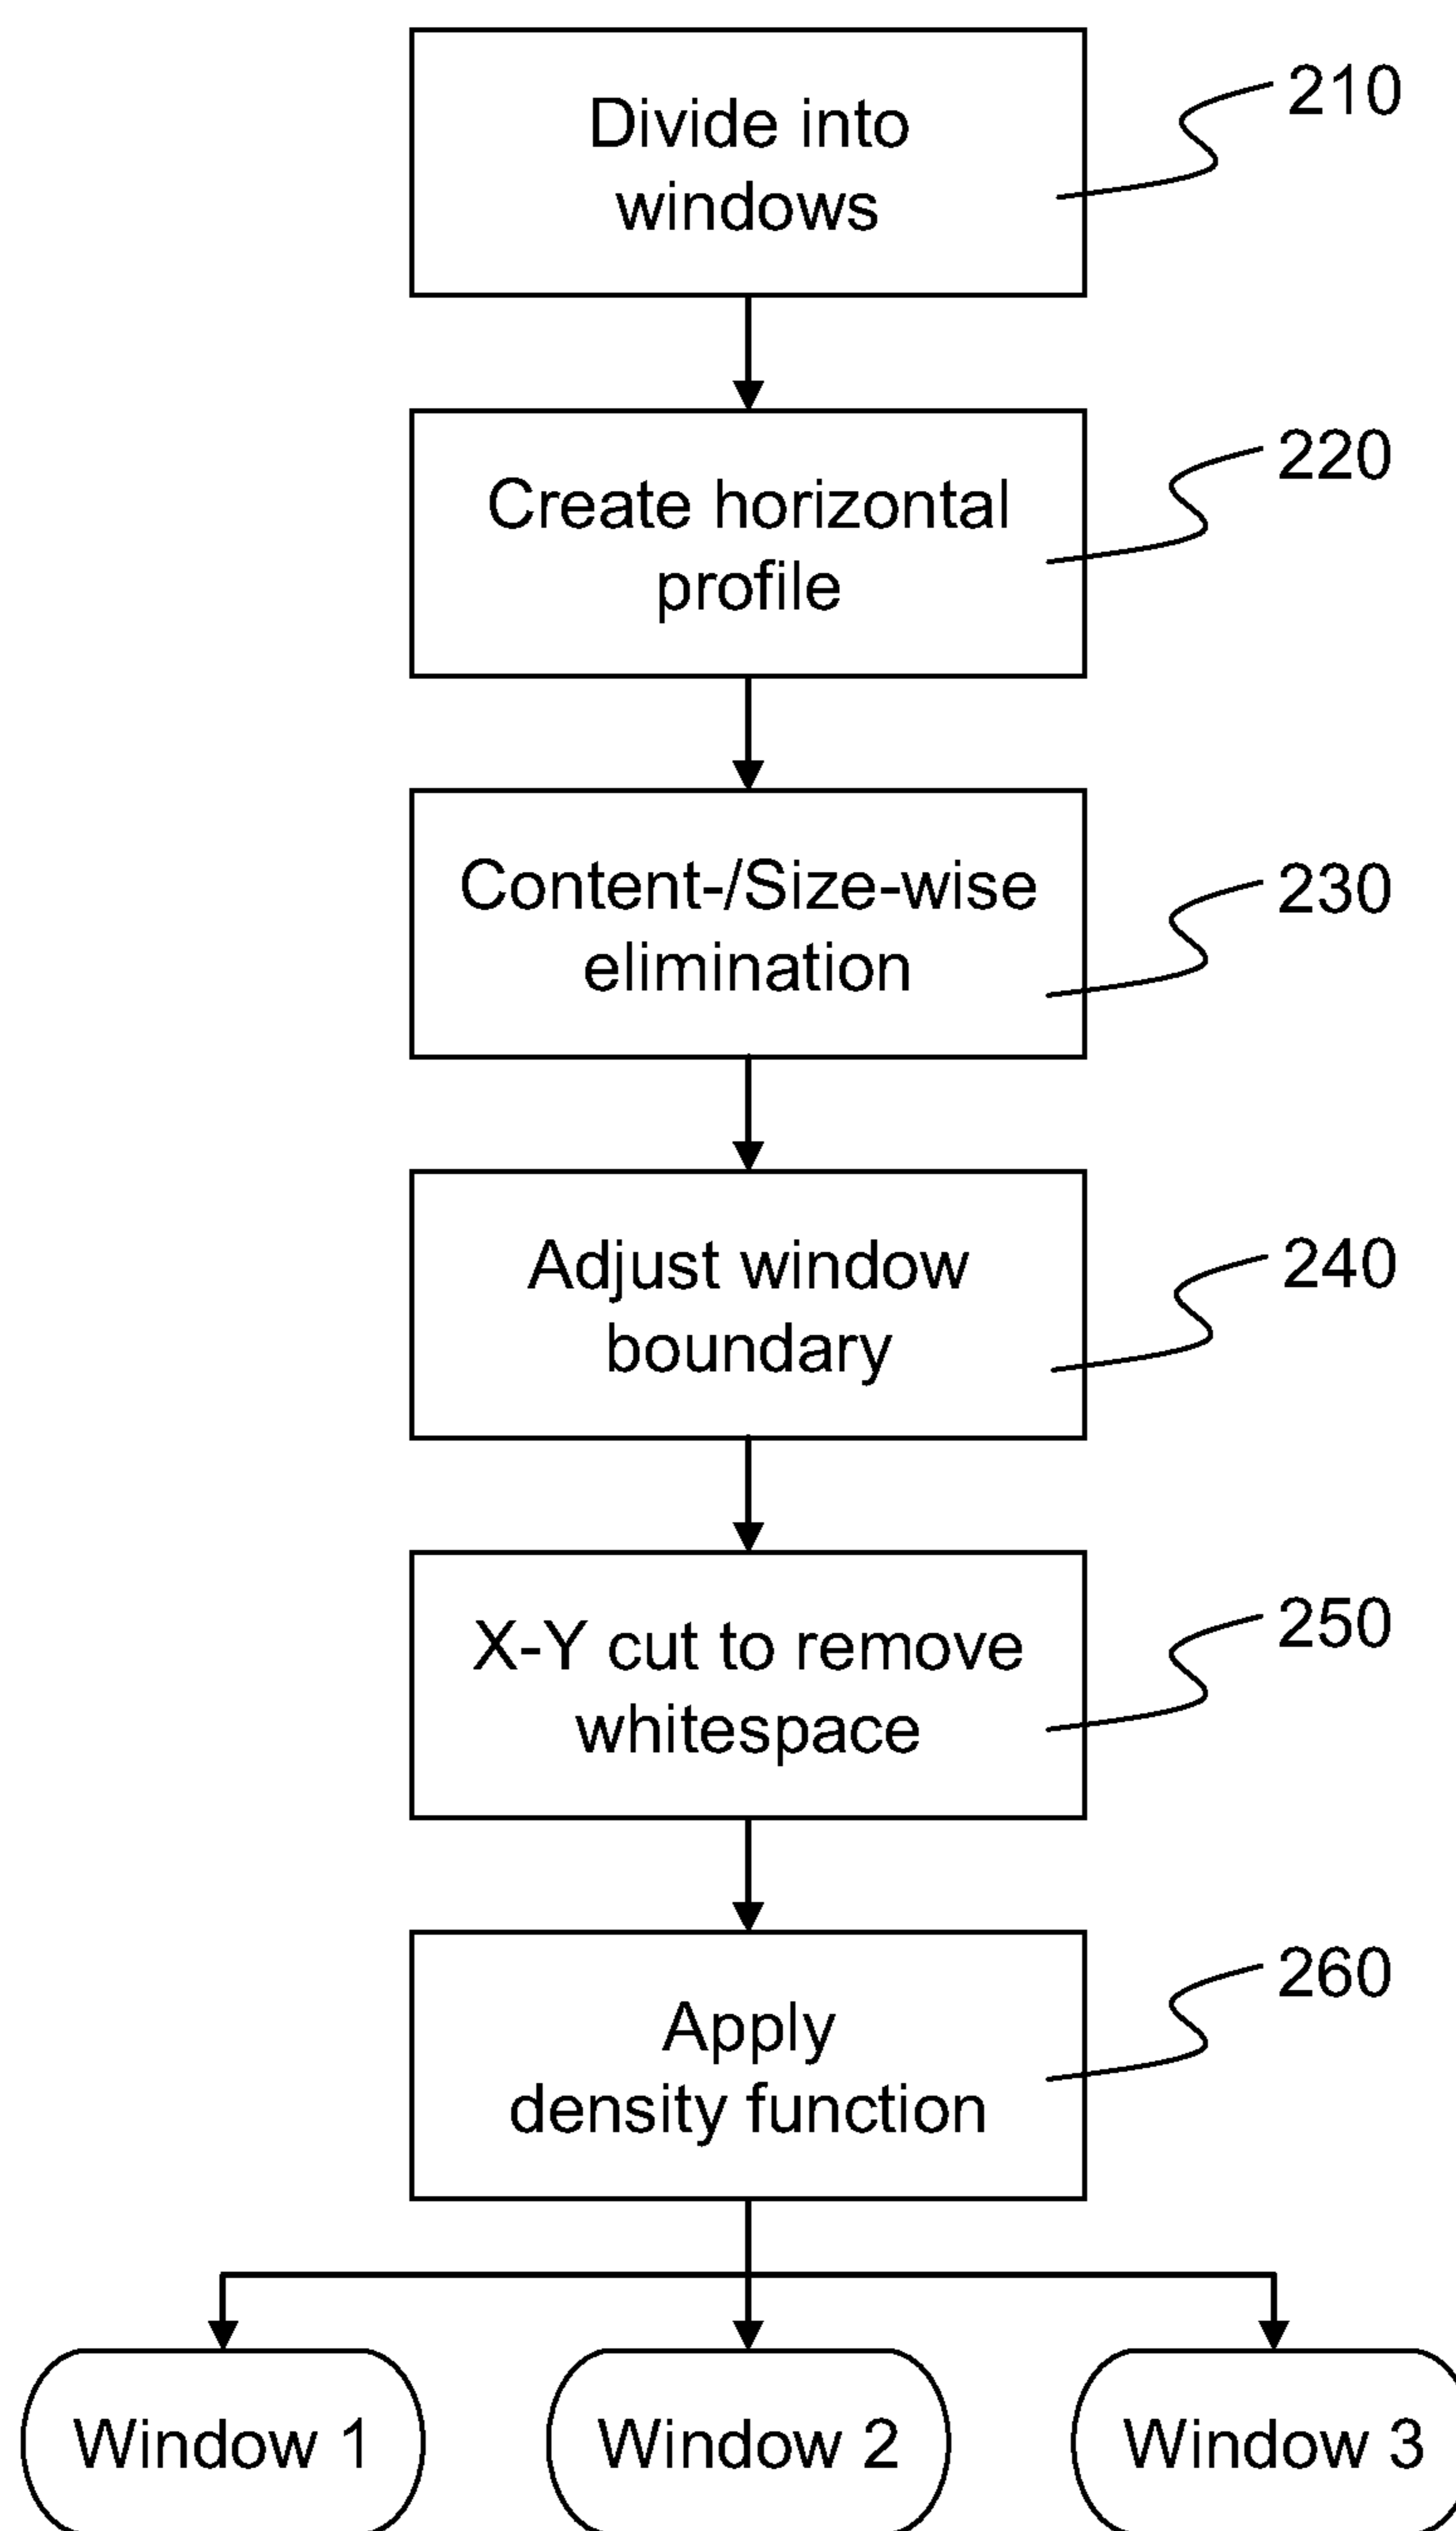 Divide into
windows
210
Create horizontal
profile
220
Content-/Size-wise
elimination
230
Adjust window
boundary
240
X-Y cut to remove
whitespace
250
Apply
density function
260
Window 1
Window 2
Window 3